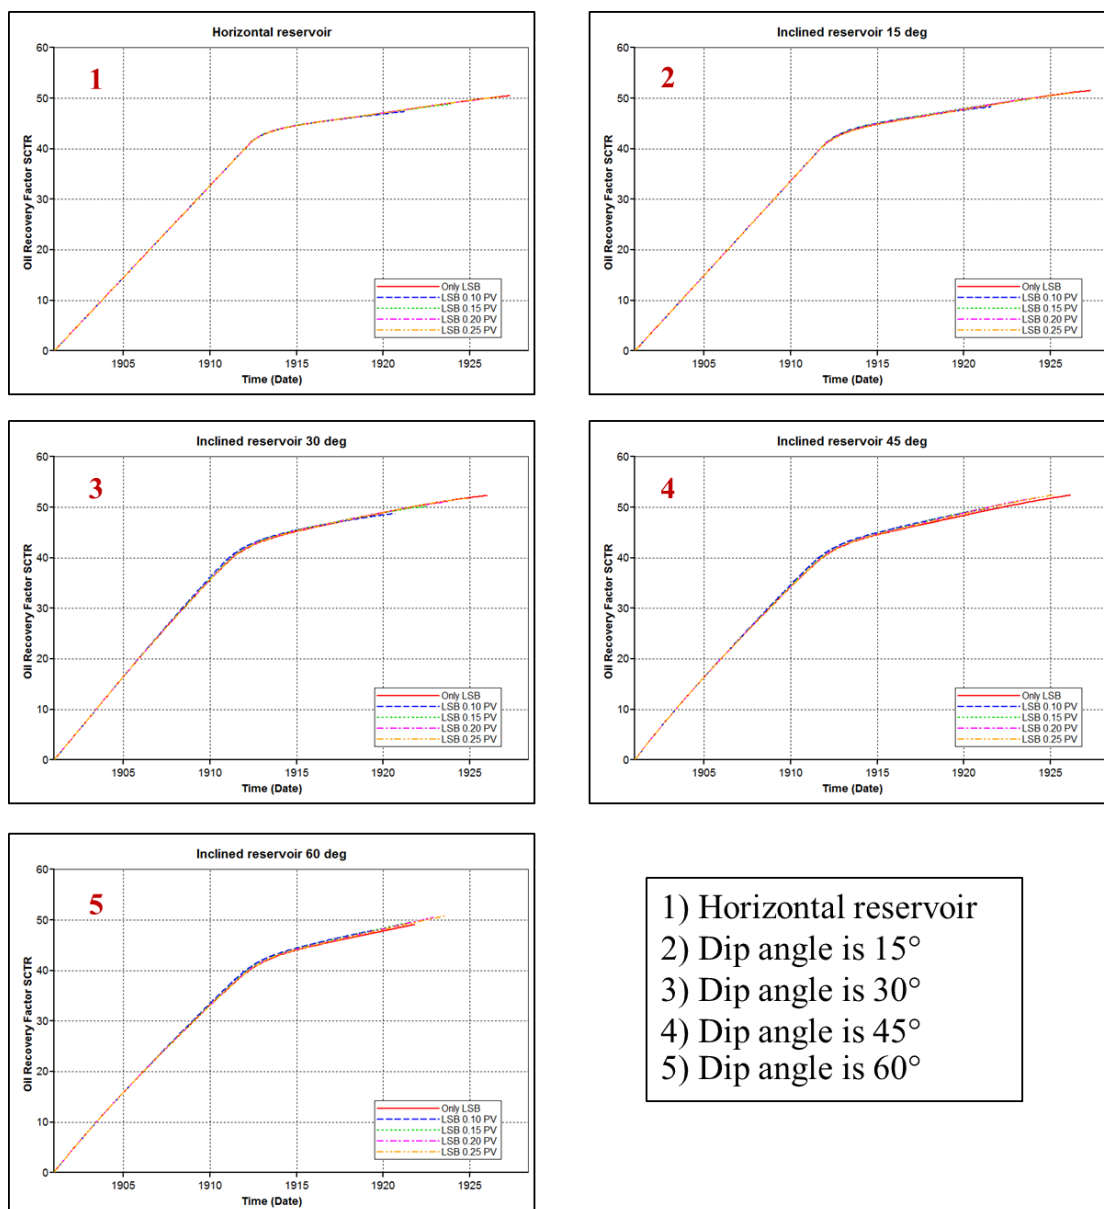 Horizontal reservoir
1
Oil Recovery Factor SCTR
60
50
40
30
20
10
0
1905 1910 1915 1920 1925
Time (Date)
Only LSB
LSB 0.10 PV
LSB 0.15 PV
LSB 0.20 PV
LSB 0.25 PV
Inclined reservoir 15 deg
2
Oil Recovery Factor SCTR
60
50
40
30
20
10
0
1905 1910 1915 1920 1925
Time (Date)
Only LSB
LSB 0.10 PV
LSB 0.15 PV
LSB 0.20 PV
LSB 0.25 PV
Inclined reservoir 30 deg
3
Oil Recovery Factor SCTR
60
50
40
30
20
10
0
1905 1910 1915 1920 1925
Time (Date)
Only LSB
LSB 0.10 PV
LSB 0.15 PV
LSB 0.20 PV
LSB 0.25 PV
Inclined reservoir 45 deg
4
Oil Recovery Factor SCTR
60
50
40
30
20
10
0
1905 1910 1915 1920 1925
Time (Date)
Only LSB
LSB 0.10 PV
LSB 0.15 PV
LSB 0.20 PV
LSB 0.25 PV
Inclined reservoir 60 deg
5
Oil Recovery Factor SCTR
60
50
40
30
20
10
0
1905 1910 1915 1920 1925
Time (Date)
Only LSB
LSB 0.10 PV
LSB 0.15 PV
LSB 0.20 PV
LSB 0.25 PV
1) Horizontal reservoir
2) Dip angle is 15°
3) Dip angle is 30°
4) Dip angle is 45°
5) Dip angle is 60°